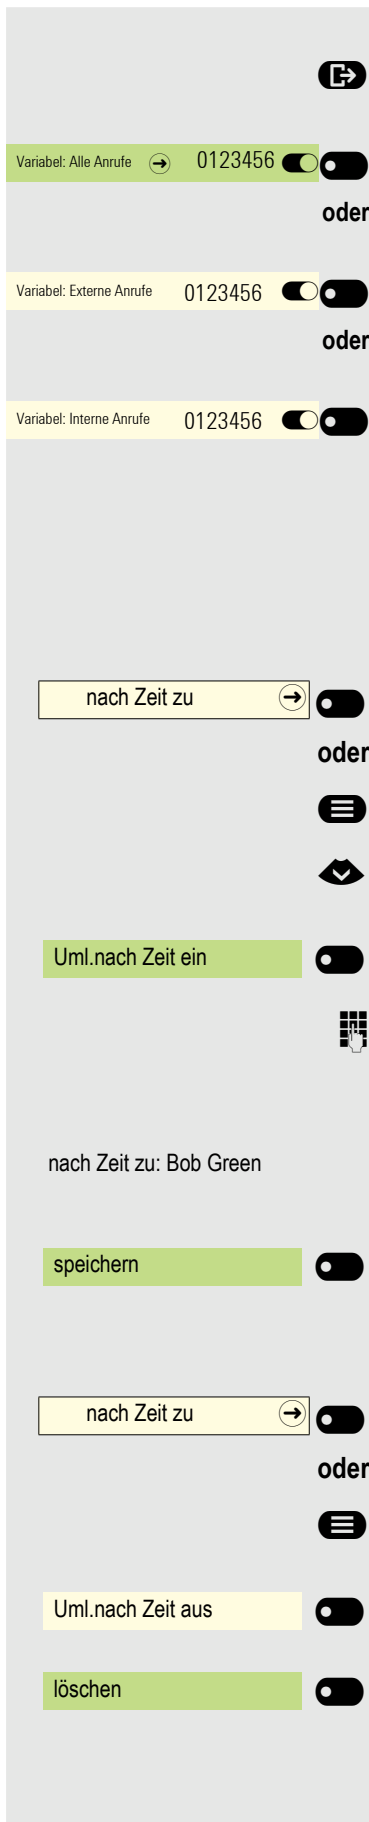 Variabel: Alle Anrufe 0123456
oder
Variabel: Externe Anrufe 0123456
oder
Variabel: Interne Anrufe 0123456
nach Zeit zu
oder
Uml.nach Zeit ein
nach Zeit zu: Bob Green
speichern
nach Zeit zu
oder
Uml.nach Zeit aus
löschen